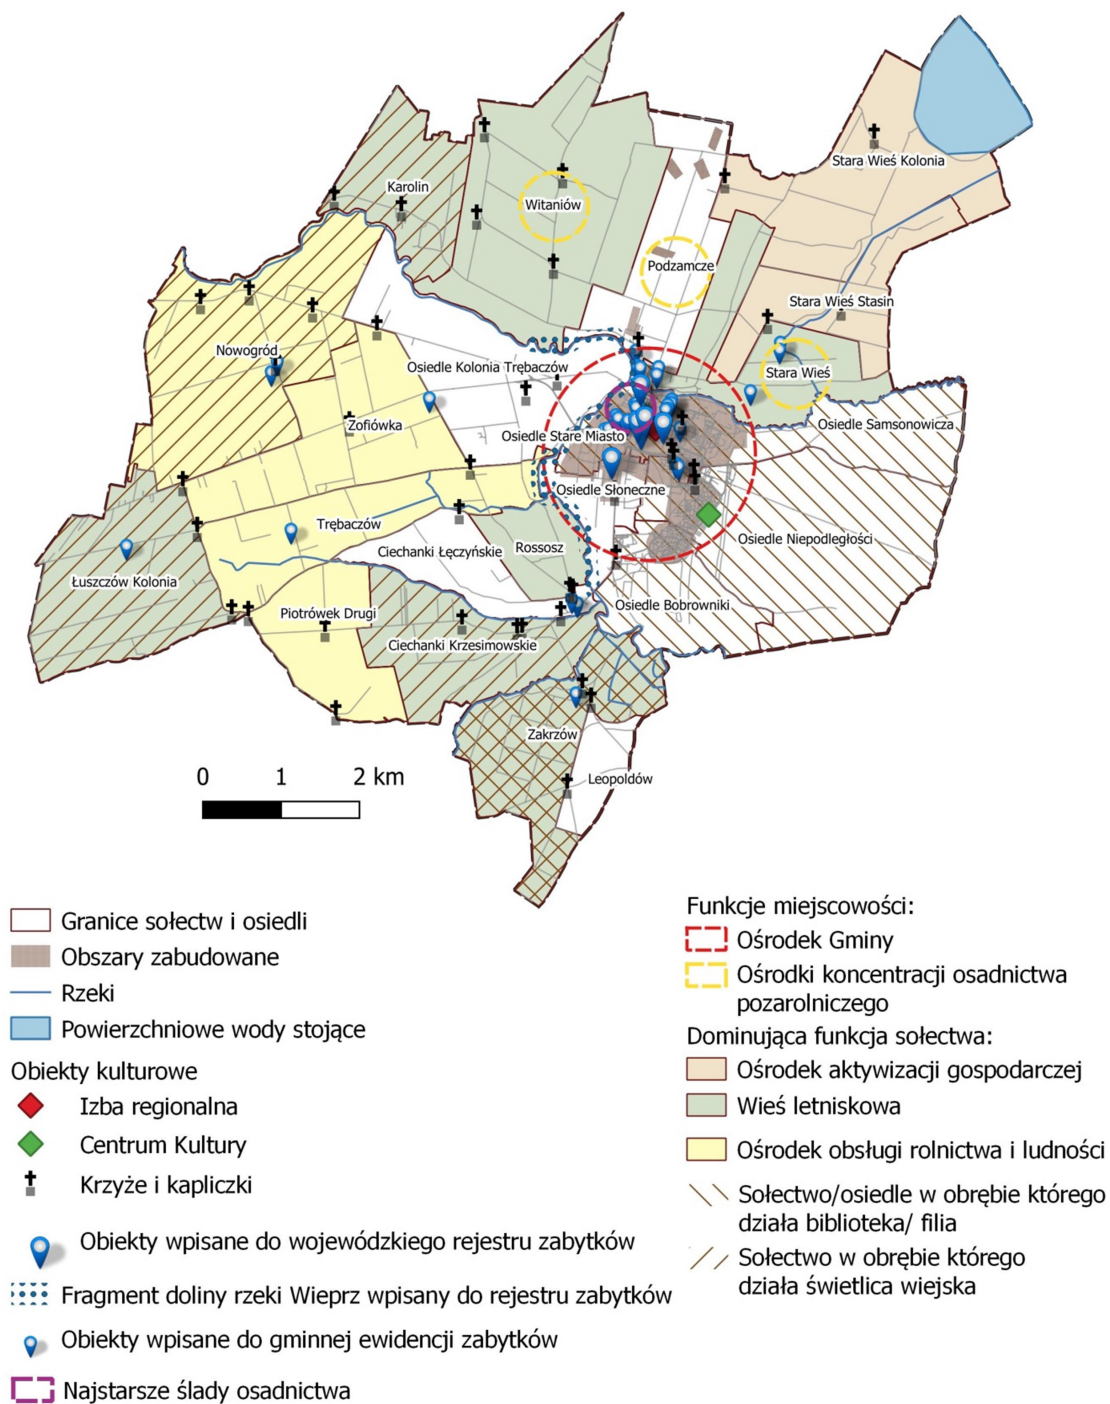 Stara Wieś Kolonia
Karolin
Witaniów
Podzamcze
Stara Wieś Stasin
Nowogród
Osiedle Kolonia Trębaczów
Stara Wieś
Zofiówka
Osiedle Stare Miasto
Osiedle Samsonowicza
Osiedle Słoneczne
Trębaczów
Ciechanki Łęczyńskie
Rossosz
Osiedle Niepodległości
Łuszczów Kolonia
Piotrówek Drugi
Osiedle Bobrowniki
Ciechanki Krzesimowskie
Zakrzów
Leopoldów
0 1 2 km
Granice sołectw i osiedli
Obszary zabudowane
Rzeki
Powierzchniowe wody stojące
Obiekty kulturowe
Izba regionalna
Centrum Kultury
Krzyże i kapliczki
Obiekty wpisane do wojewódzkiego rejestru zabytków
Fragment doliny rzeki Wieprz wpisany do rejestru zabytków
Obiekty wpisane do gminnej ewidencji zabytków
Najstarsze ślady osadnictwa
Funkcje miejscowości:
Ośrodek Gminy
Ośrodki koncentracji osadnictwa
pozarolniczego
Dominująca funkcja sołectwa:
Ośrodek aktywizacji gospodarczej
Wieś letniskowa
Ośrodek obsługi rolnictwa i ludności
Sołectwo/osiedle w obrębie którego
działa biblioteka/ filia
Sołectwo w obrębie którego
działa świetlica wiejska